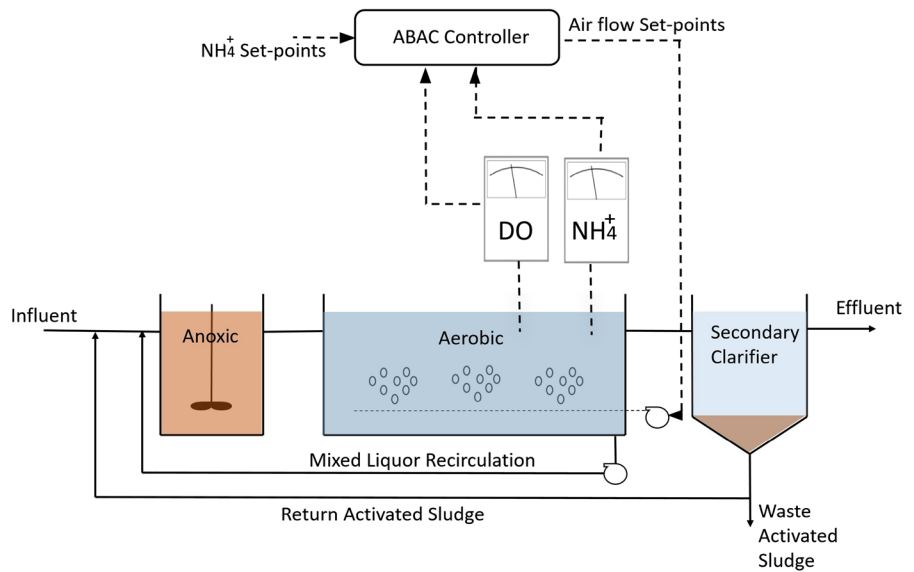 ABAC Controller
Air flow Set-points
NH₄⁺ Set-points
DO
NH₄⁺
Influent
Anoxic
Aerobic
Secondary
Clarifier
Effluent
Mixed Liquor Recirculation
Return Activated Sludge
Waste
Activated
Sludge